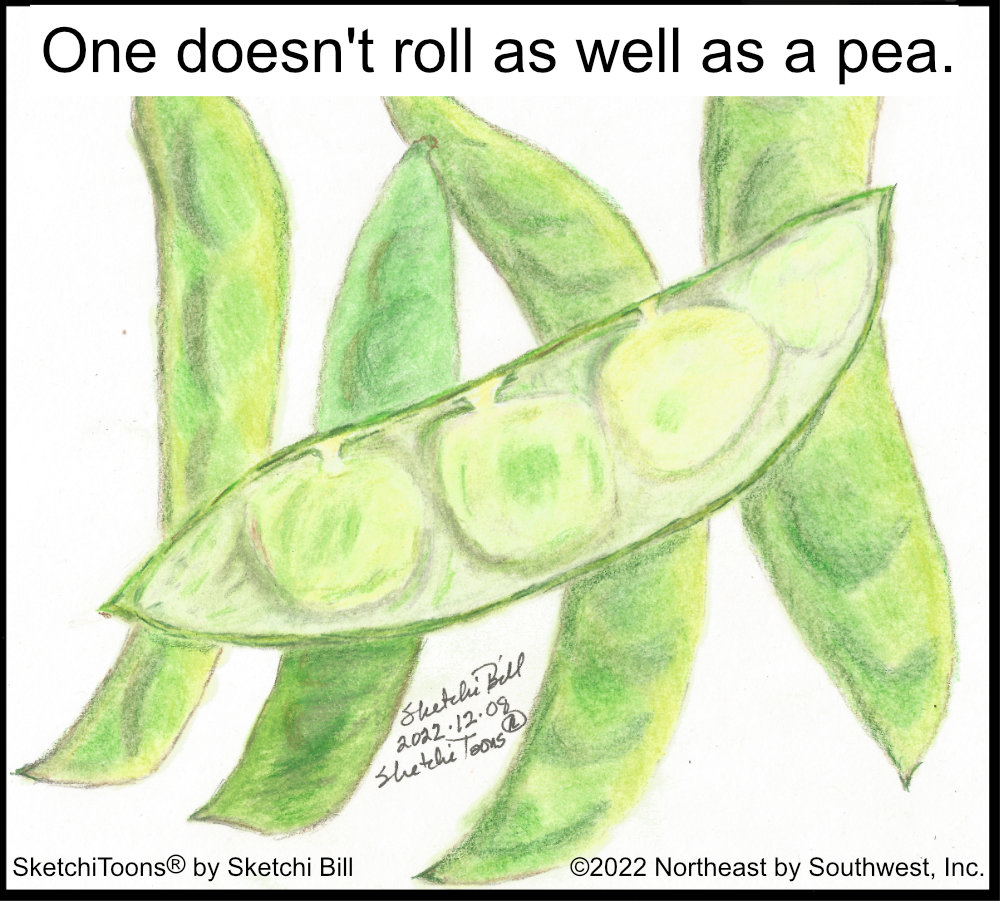 One doesn't roll as well as a pea.
Sketchi Bill
2022.12.08
SketchiToons®
SketchiToons® by Sketchi Bill
©2022 Northeast by Southwest, Inc.